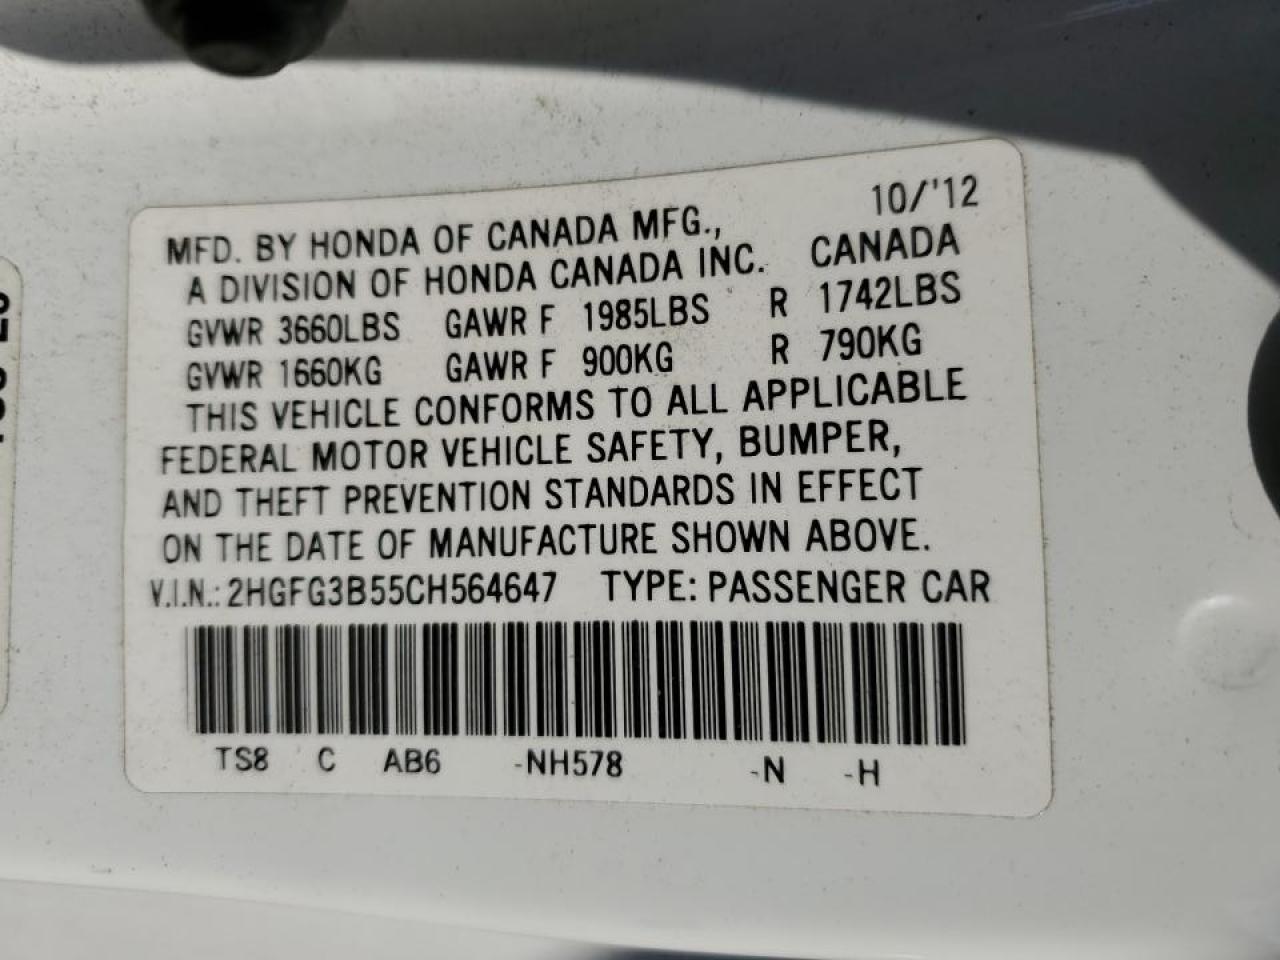 10/'12
MFD. BY HONDA OF CANADA MFG.,
A DIVISION OF HONDA CANADA INC. CANADA
GVWR 3660LBS GAWR F 1985LBS R 1742LBS
GVWR 1660KG GAWR F 900KG R 790KG
THIS VEHICLE CONFORMS TO ALL APPLICABLE
FEDERAL MOTOR VEHICLE SAFETY, BUMPER,
AND THEFT PREVENTION STANDARDS IN EFFECT
ON THE DATE OF MANUFACTURE SHOWN ABOVE.
V.I.N.: 2HGFG3B55CH564647 TYPE: PASSENGER CAR
TS8 C AB6 -NH578 -N -H